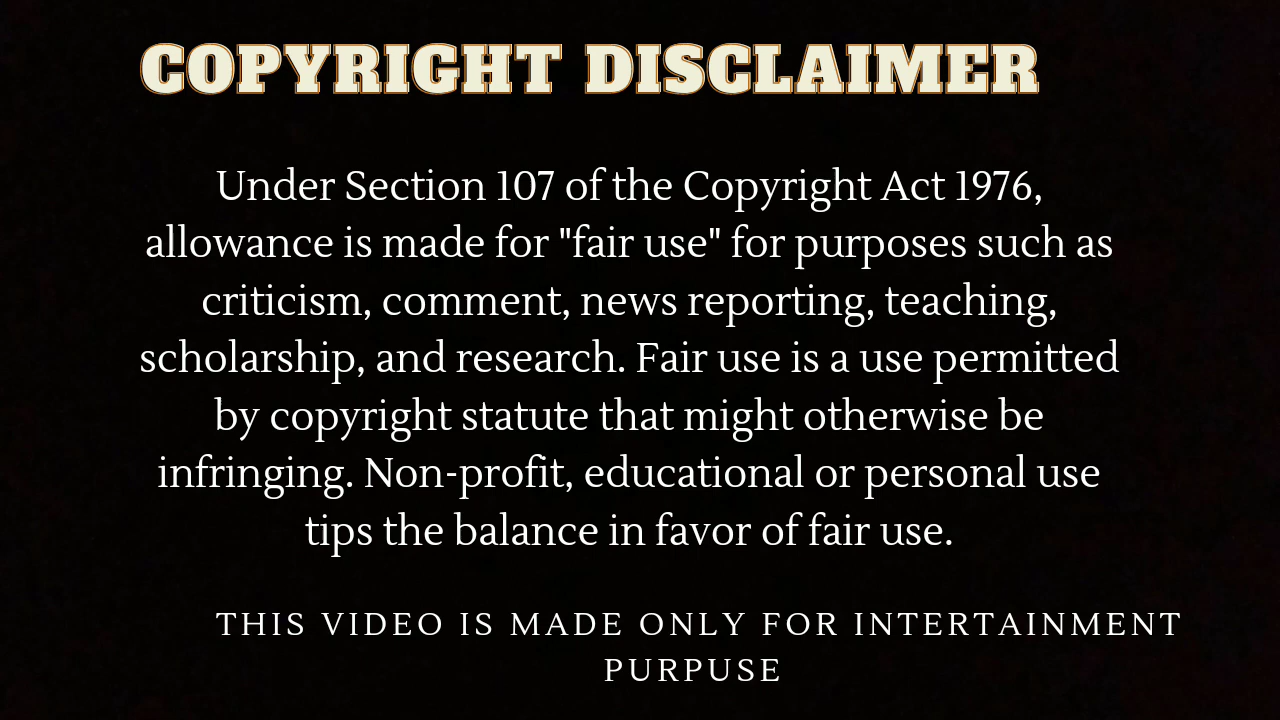 COPYRIGHT DISCLAIMER
Under Section 107 of the Copyright Act 1976,
allowance is made for "fair use" for purposes such as
criticism, comment, news reporting, teaching,
scholarship, and research. Fair use is a use permitted
by copyright statute that might otherwise be
infringing. Non-profit, educational or personal use
tips the balance in favor of fair use.
THIS VIDEO IS MADE ONLY FOR INTERTAINMENT
PURPUSE